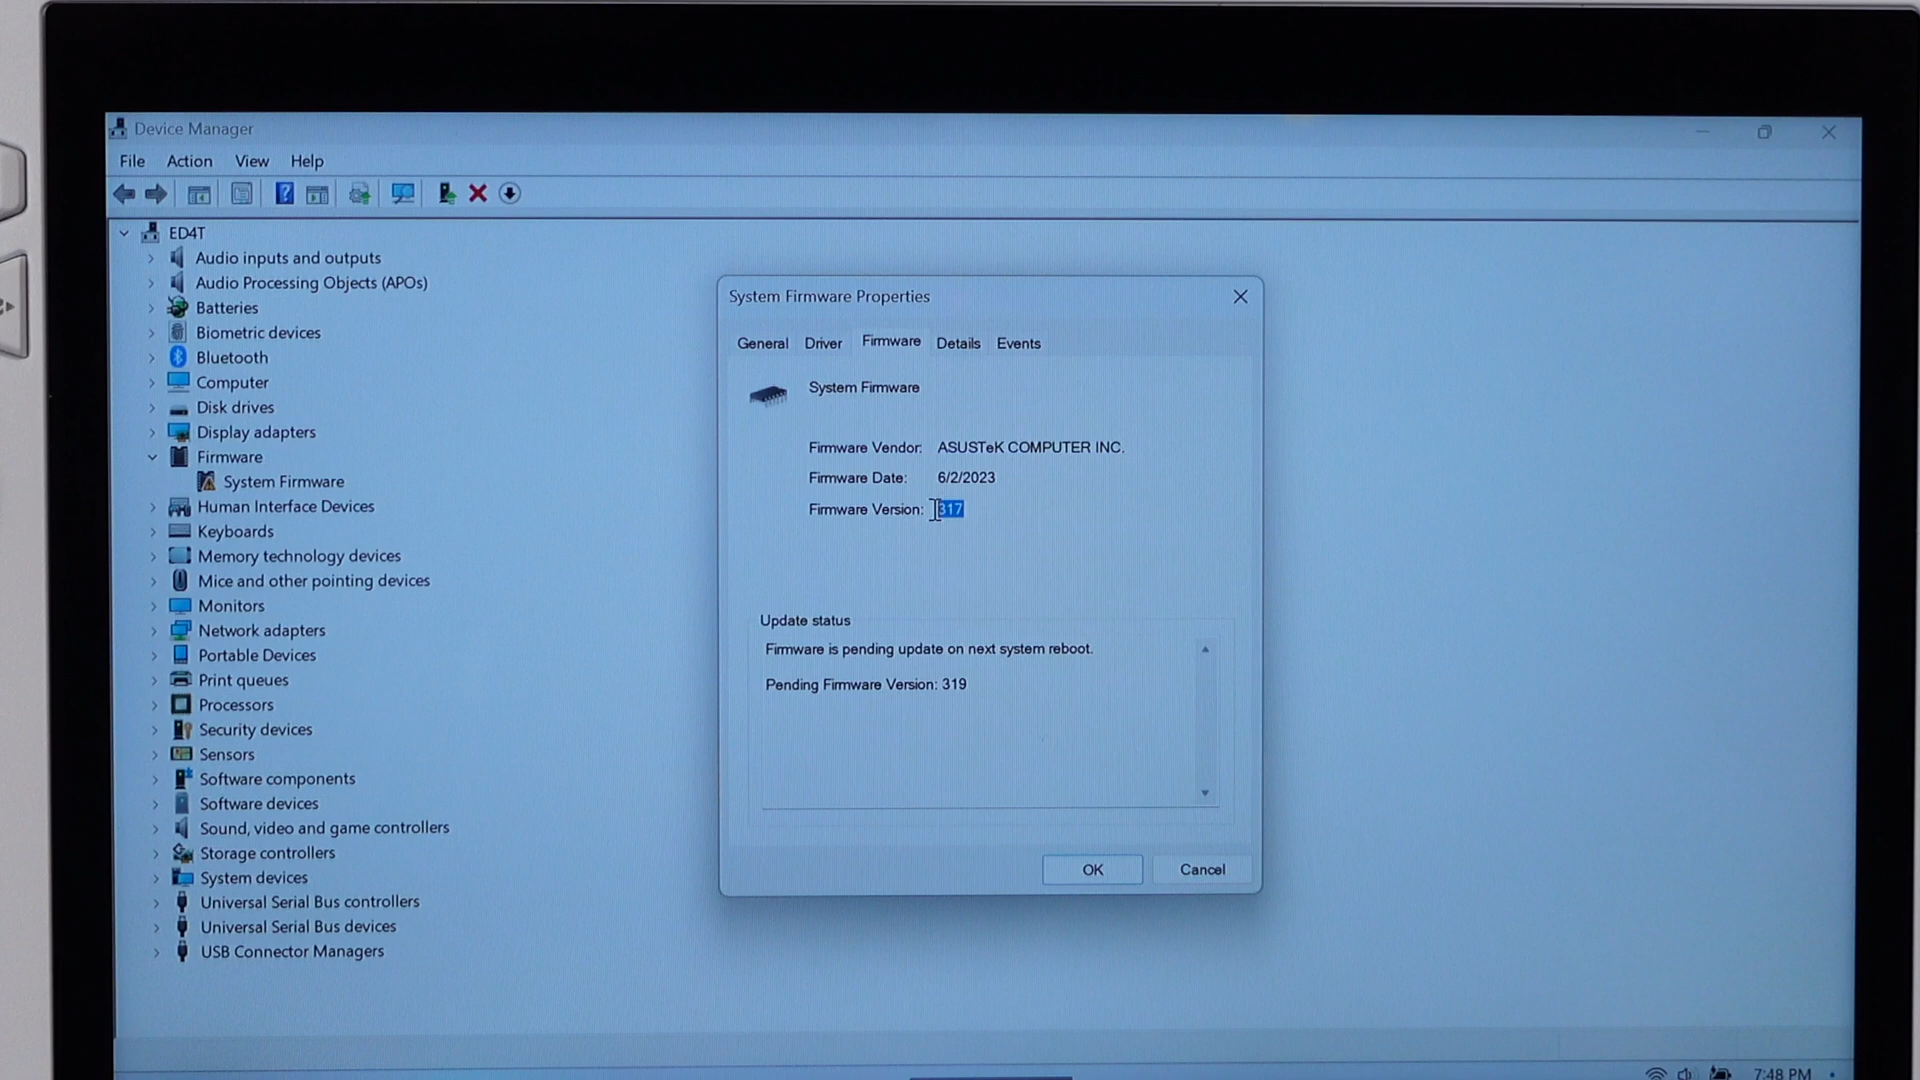 Device Manager
File Action View Help
ED4T
Audio inputs and outputs
Audio Processing Objects (APOs)
Batteries
Biometric devices
Bluetooth
Computer
Disk drives
Display adapters
Firmware
System Firmware
Human Interface Devices
Keyboards
Memory technology devices
Mice and other pointing devices
Monitors
Network adapters
Portable Devices
Print queues
Processors
Security devices
Sensors
Software components
Software devices
Sound, video and game controllers
Storage controllers
System devices
Universal Serial Bus controllers
Universal Serial Bus devices
USB Connector Managers
System Firmware Properties
General Driver Firmware Details Events
System Firmware
Firmware Vendor: ASUSTeK COMPUTER INC.
Firmware Date: 6/2/2023
Firmware Version: 317
Update status
Firmware is pending update on next system reboot.
Pending Firmware Version: 319
OK Cancel
7:48 PM